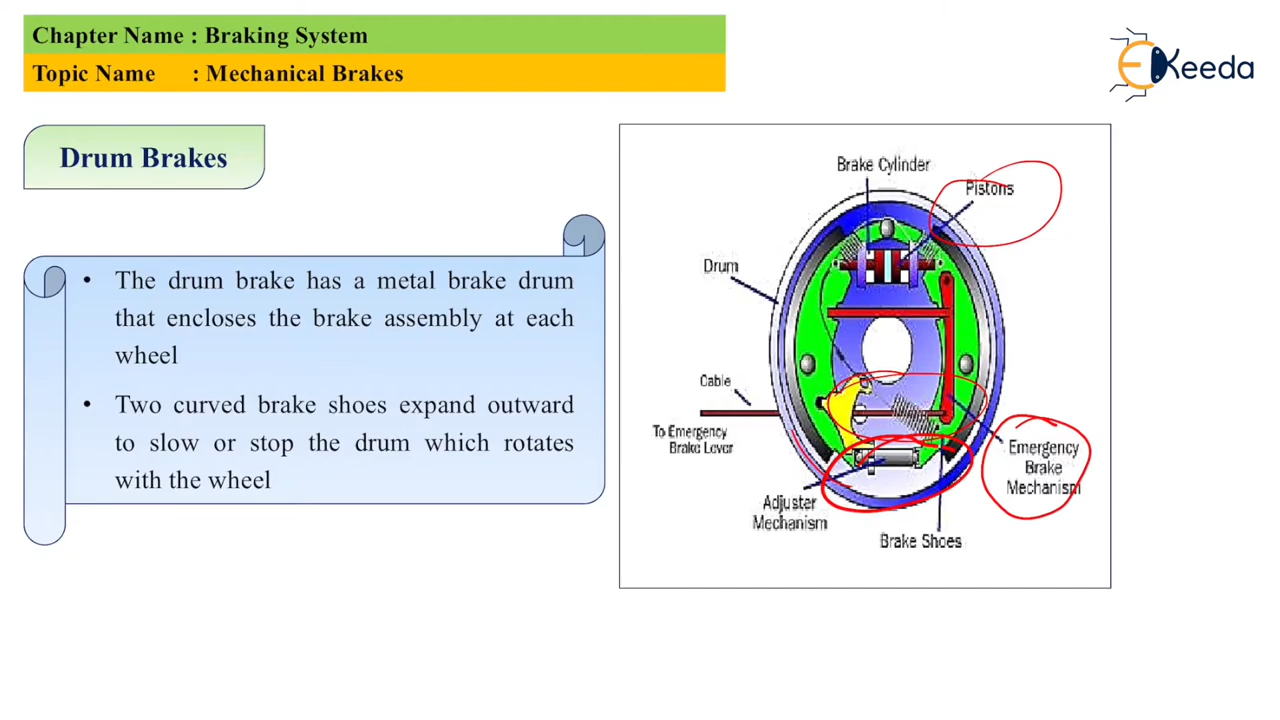 Chapter Name : Braking System
Topic Name : Mechanical Brakes
EKeeda
Drum Brakes
• The drum brake has a metal brake drum
that encloses the brake assembly at each
wheel
• Two curved brake shoes expand outward
to slow or stop the drum which rotates
with the wheel
Brake Cylinder
Pistons
Drum
Cable
To Emergency
Brake Lever
Emergency
Brake
Mechanism
Adjuster
Mechanism
Brake Shoes